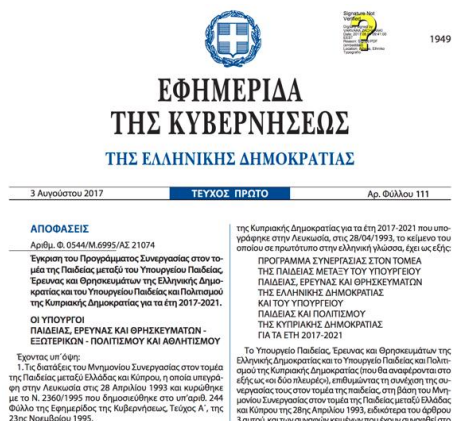 Signature Not
Verified
1949
ΕΦΗΜΕΡΙΔΑ
ΤΗΣ ΚΥΒΕΡΝΗΣΕΩΣ
ΤΗΣ ΕΛΛΗΝΙΚΗΣ ΔΗΜΟΚΡΑΤΙΑΣ
3 Αυγούστου 2017
ΤΕΥΧΟΣ ΠΡΩΤΟ
Αρ. Φύλλου 111
ΑΠΟΦΑΣΕΙΣ
Αριθμ. Φ. 0544/Μ.6995/ΑΣ 21074
Έγκριση του Προγράμματος Συνεργασίας στον το-
μέα της Παιδείας μεταξύ του Υπουργείου Παιδείας,
Έρευνας και Θρησκευμάτων της Ελληνικής Δημο-
κρατίας και του Υπουργείου Παιδείας και Πολιτισμού
της Κυπριακής Δημοκρατίας για τα έτη 2017-2021.
ΟΙ ΥΠΟΥΡΓΟΙ
ΠΑΙΔΕΙΑΣ, ΕΡΕΥΝΑΣ ΚΑΙ ΘΡΗΣΚΕΥΜΑΤΩΝ -
ΕΞΩΤΕΡΙΚΩΝ - ΠΟΛΙΤΙΣΜΟΥ ΚΑΙ ΑΘΛΗΤΙΣΜΟΥ
Έχοντας υπ΄όψη:
1. Τις διατάξεις του Μνημονίου Συνεργασίας στον τομέα
της Παιδείας μεταξύ Ελλάδας και Κύπρου, η οποία υπεγρά-
φη στην Λευκωσία στις 28 Απριλίου 1993 και κυρώθηκε
με το Ν. 2360/1995 που δημοσιεύθηκε στο υπ'αριθ. 244
Φύλλο της Εφημερίδος της Κυβερνήσεως, Τεύχος Α΄, της
23ης Νοεμβρίου 1995.
της Κυπριακής Δημοκρατίας για τα έτη 2017-2021 που υπο-
γράφηκε στην Λευκωσία, στις 28/04/1993, το κείμενο του
οποίου σε πρωτότυπο στην ελληνική γλώσσα, έχει ως εξής:
ΠΡΟΓΡΑΜΜΑ ΣΥΝΕΡΓΑΣΙΑΣ ΣΤΟΝ ΤΟΜΕΑ
ΤΗΣ ΠΑΙΔΕΙΑΣ ΜΕΤΑΞΥ ΤΟΥ ΥΠΟΥΡΓΕΙΟΥ
ΠΑΙΔΕΙΑΣ, ΕΡΕΥΝΑΣ ΚΑΙ ΘΡΗΣΚΕΥΜΑΤΩΝ
ΤΗΣ ΕΛΛΗΝΙΚΗΣ ΔΗΜΟΚΡΑΤΙΑΣ
ΚΑΙ ΤΟΥ ΥΠΟΥΡΓΕΙΟΥ
ΠΑΙΔΕΙΑΣ ΚΑΙ ΠΟΛΙΤΙΣΜΟΥ
ΤΗΣ ΚΥΠΡΙΑΚΗΣ ΔΗΜΟΚΡΑΤΙΑΣ
ΓΙΑ ΤΑ ΕΤΗ 2017-2021
Το Υπουργείο Παιδείας, Έρευνας και Θρησκευμάτων της
Ελληνικής Δημοκρατίας και το Υπουργείο Παιδείας και Πολιτι-
σμού της Κυπριακής Δημοκρατίας (που θα αναφέρονται στο
εξής ως «οι δύο πλευρές»), επιθυμώντας τη συνέχιση της συ-
νεργασίας τους στον τομέα της παιδείας, στη βάση του Μνη-
μονίου Συνεργασίας στον τομέα της Παιδείας μεταξύ Ελλάδας
και Κύπρου της 28ης Απριλίου 1993, ειδικότερα του άρθρου